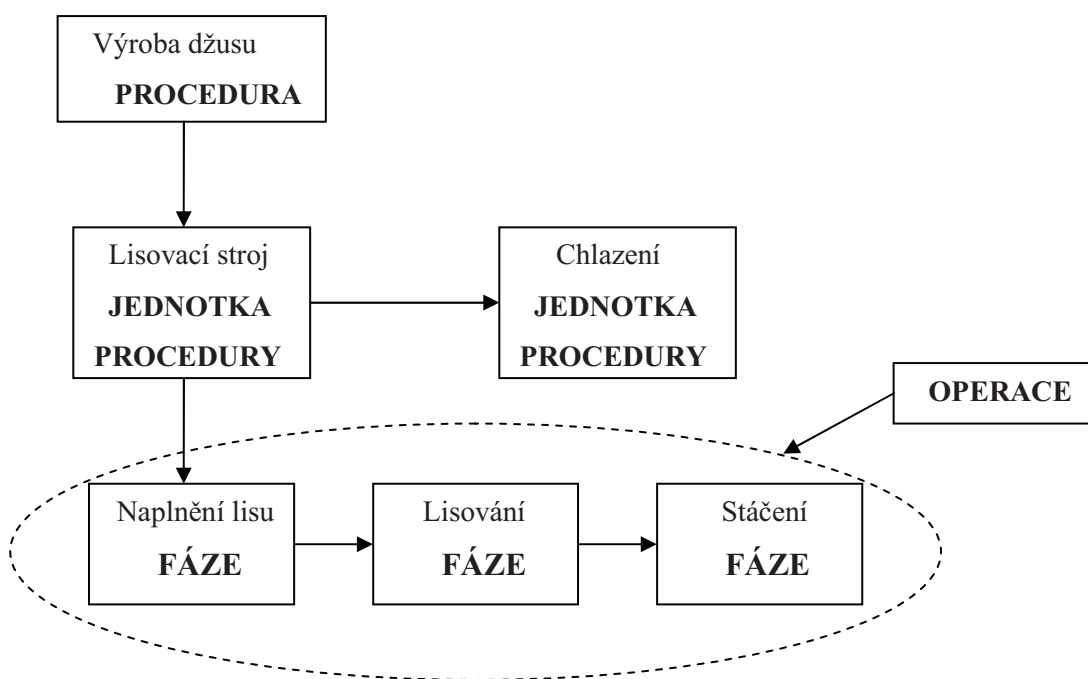 Výroba džusu
PROCEDURA
Lisovací stroj
JEDNOTKA
PROCEDURY
Chlazení
JEDNOTKA
PROCEDURY
OPERACE
Naplnění lisu
FÁZE
Lisování
FÁZE
Stáčení
FÁZE